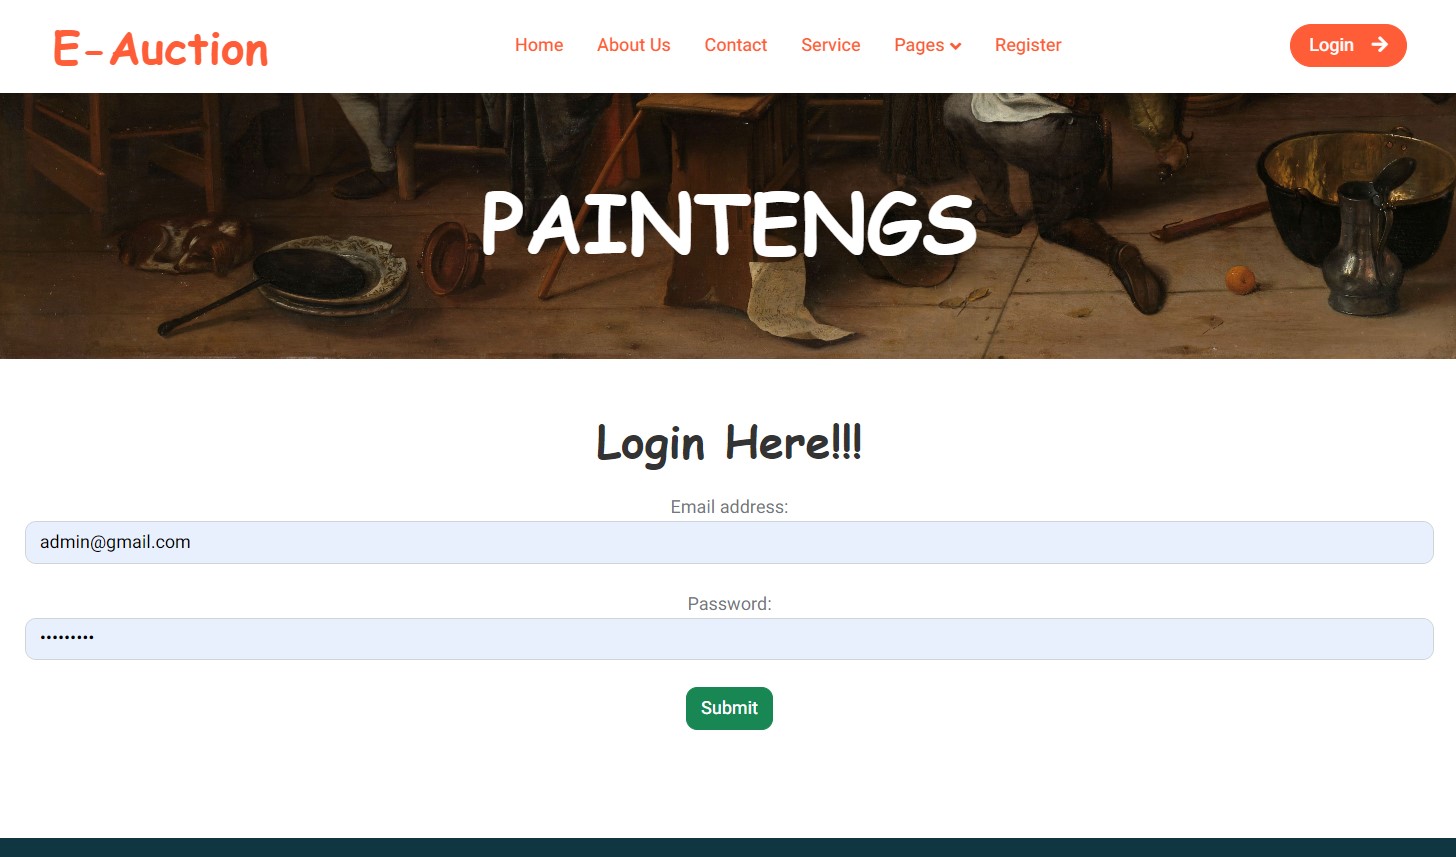 E-Auction
Home About Us Contact Service Pages Register
Login
PAINTENGS
Login Here!!!
Email address:
admin@gmail.com
Password:
•••••••••
Submit